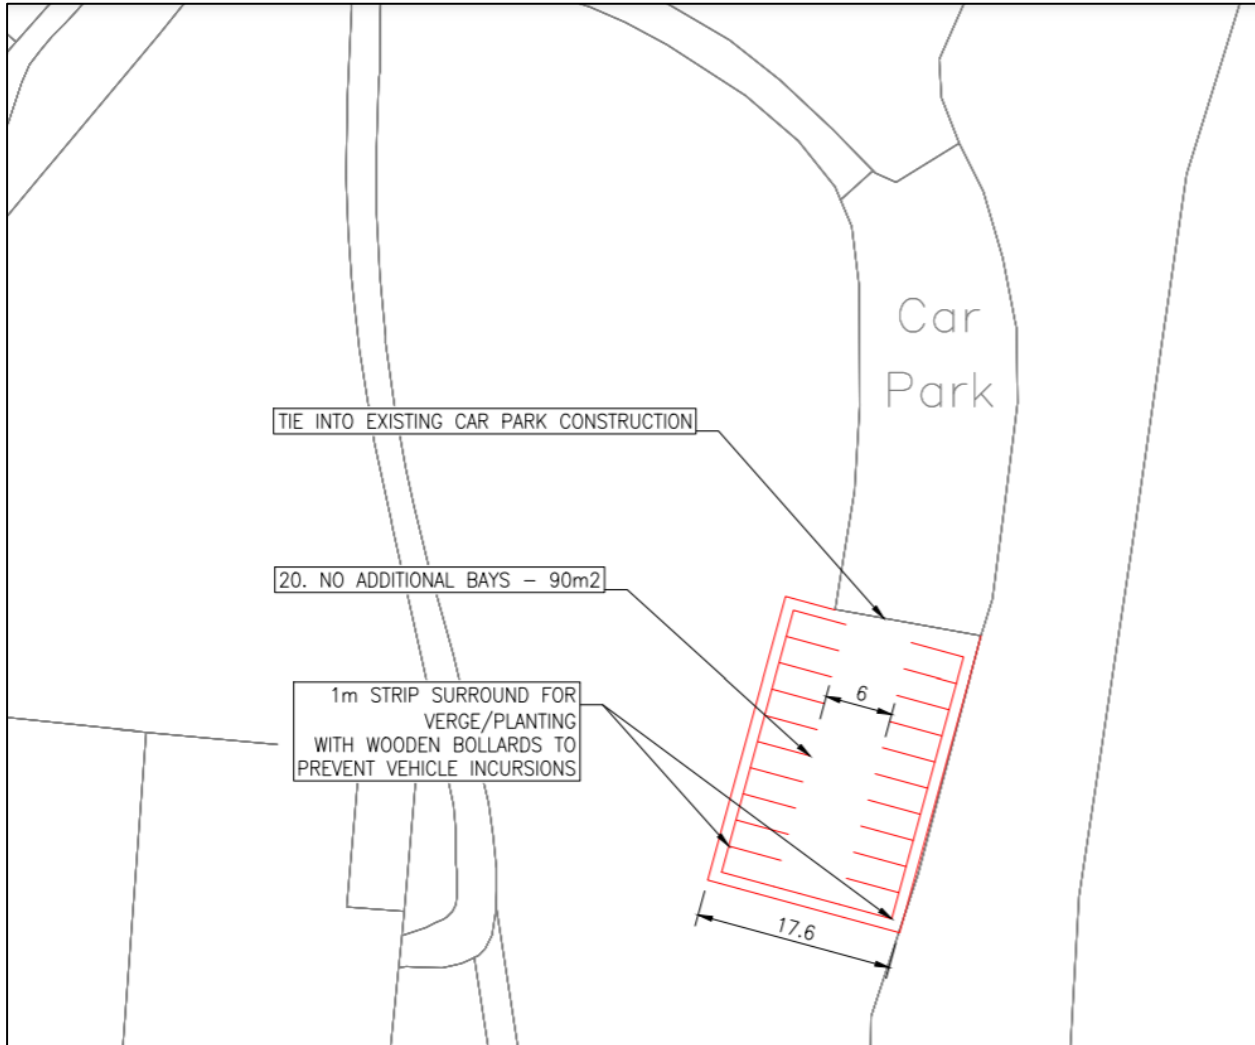 Car
Park
TIE INTO EXISTING CAR PARK CONSTRUCTION
20. NO ADDITIONAL BAYS - 90m2
6
1m STRIP SURROUND FOR
VERGE/PLANTING
WITH WOODEN BOLLARDS TO
PREVENT VEHICLE INCURSIONS
17.6